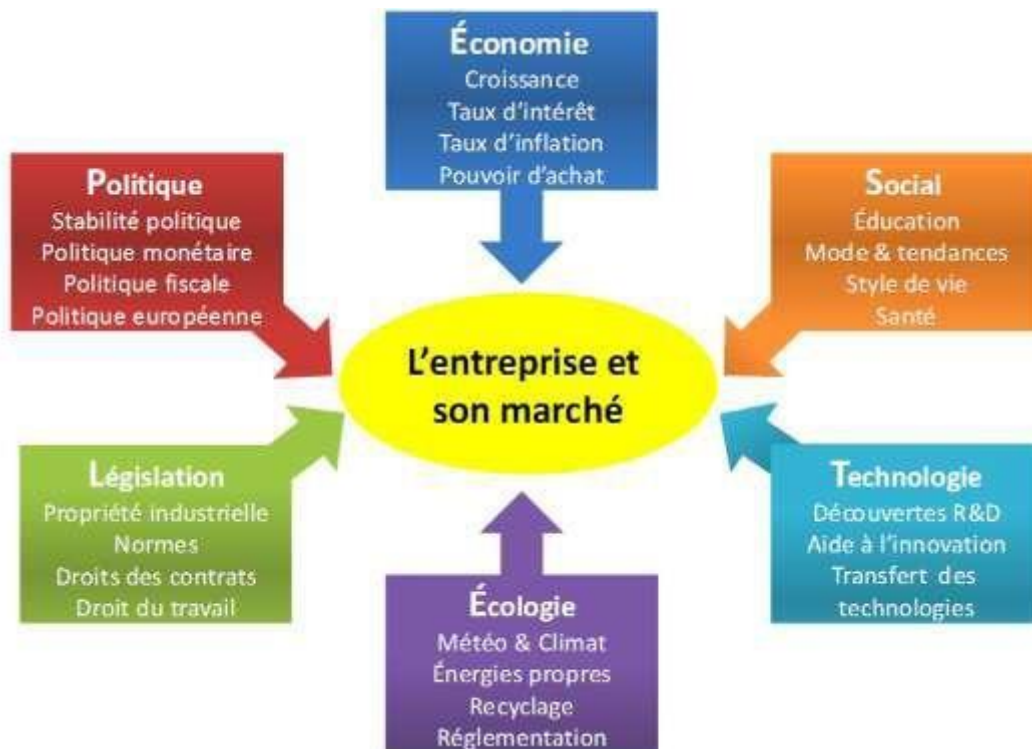 Économie
Croissance
Taux d'intérêt
Taux d'inflation
Pouvoir d'achat
Politique
Stabilité politique
Politique monétaire
Politique fiscale
Politique européenne
Social
Éducation
Mode & tendances
Style de vie
Santé
L'entreprise et
son marché
Législation
Propriété industrielle
Normes
Droits des contrats
Droit du travail
Technologie
Découvertes R&D
Aide à l'innovation
Transfert des
technologies
Écologie
Météo & Climat
Énergies propres
Recyclage
Réglementation